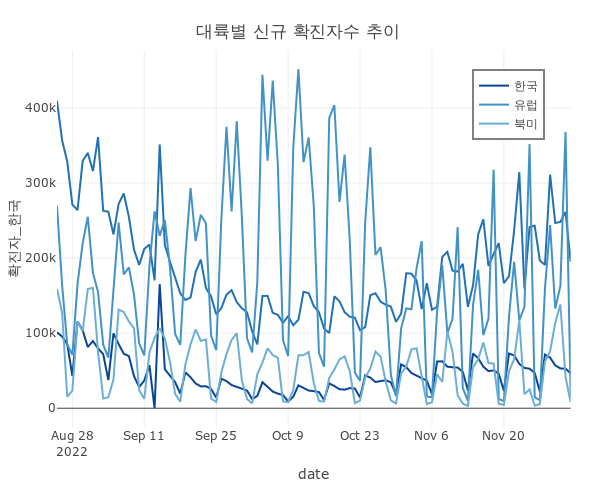 대륙별 신규 확진자수 추이
한국
유럽
북미
400k
300k
200k
100k
0
확진자_한국
Aug 28
2022
Sep 11
Sep 25
Oct 9
Oct 23
Nov 6
Nov 20
date